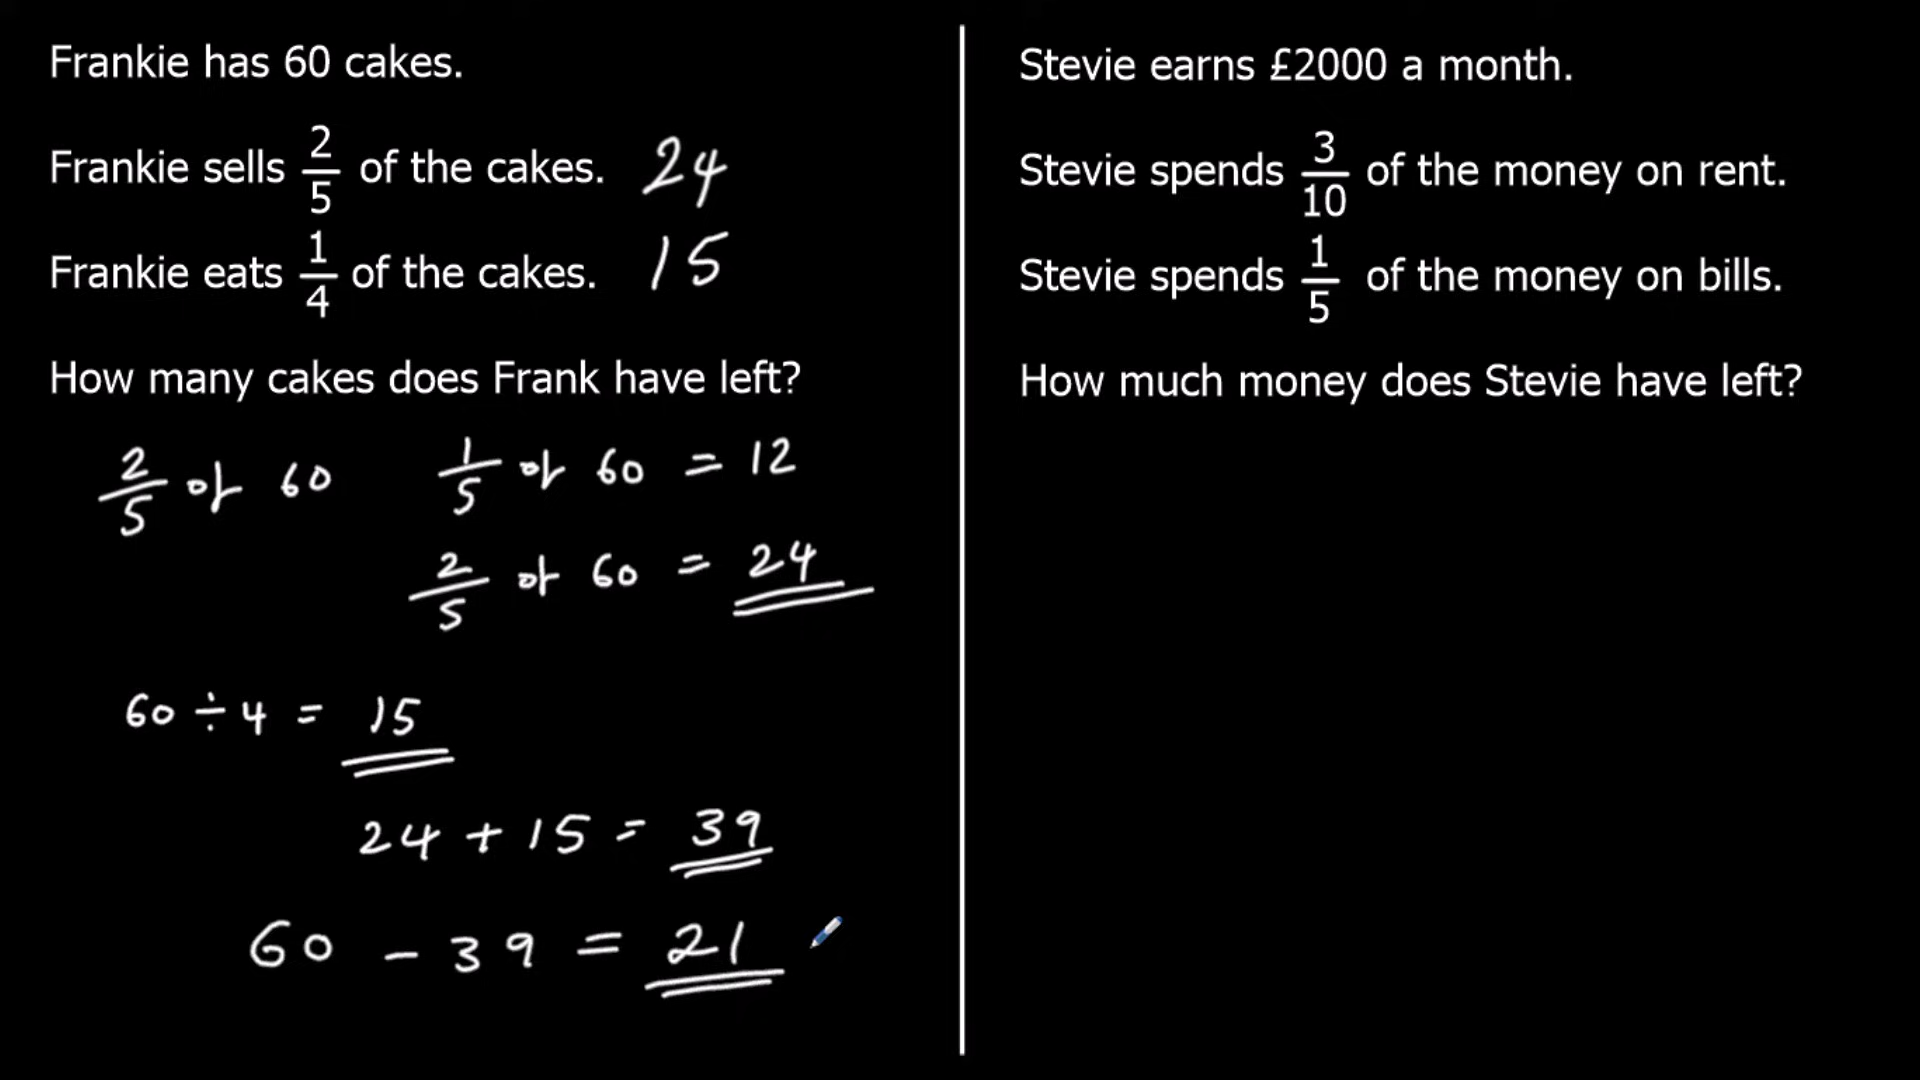 Frankie has 60 cakes.
Frankie sells 2/5 of the cakes. 24
Frankie eats 1/4 of the cakes. 15
How many cakes does Frank have left?
2/5 of 60 1/5 of 60 = 12
2/5 of 60 = 24
60 ÷ 4 = 15
24 + 15 = 39
60 - 39 = 21
Stevie earns £2000 a month.
Stevie spends 3/10 of the money on rent.
Stevie spends 1/5 of the money on bills.
How much money does Stevie have left?